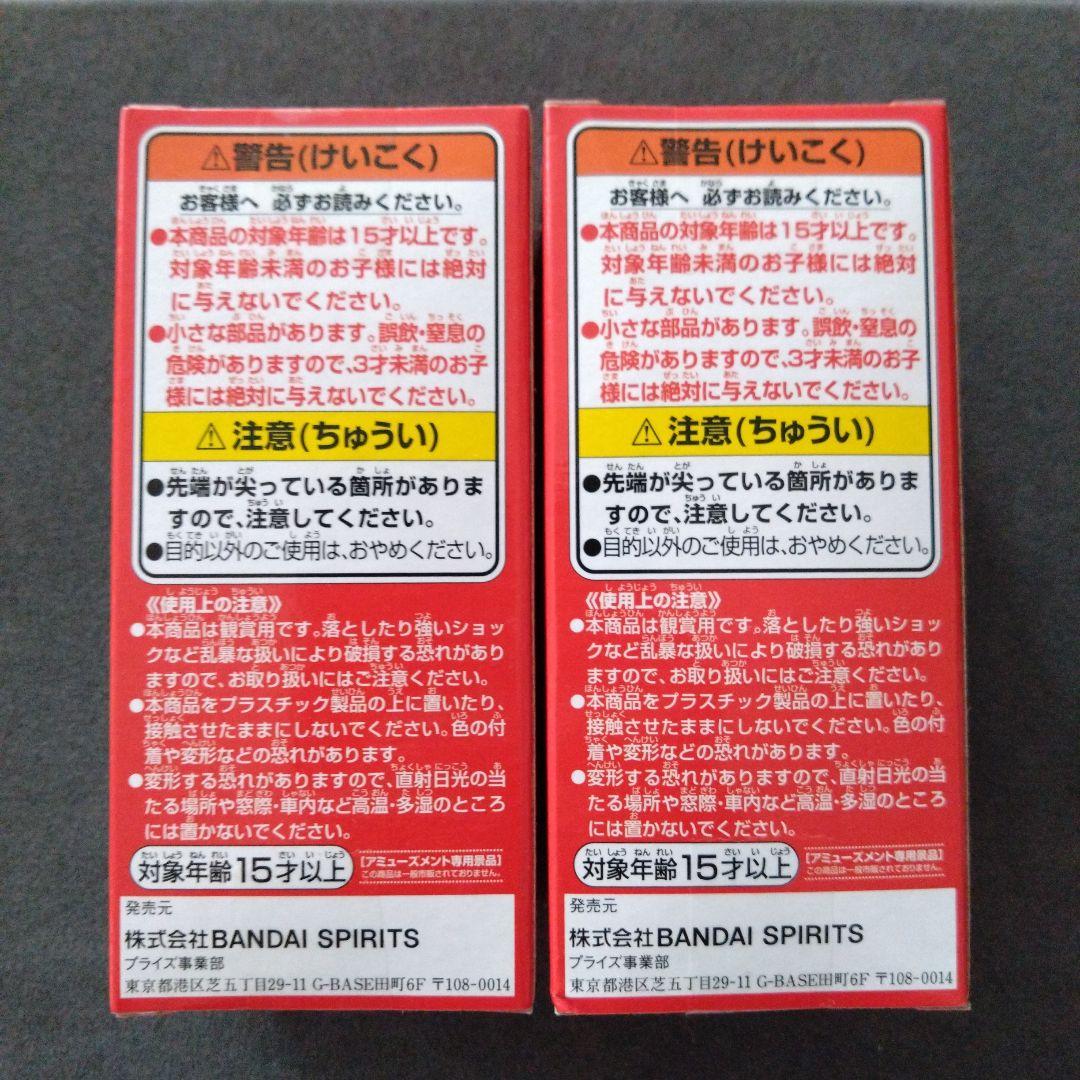 ⚠警告(けいこく)
お客様へ 必ずお読みください。
●本商品の対象年齢は15才以上です。
対象年齢未満のお子様には絶対
に与えないでください。
●小さな部品があります。誤飲・窒息の
危険がありますので、3才未満のお子
様には絶対に与えないでください。
⚠注意(ちゅうい)
●先端が尖っている箇所がありま
すので、注意してください。
●目的以外のご使用は、おやめください。
《使用上の注意》
●本商品は観賞用です。落としたり強いショッ
クなど乱暴な扱いにより破損する恐れがあり
ますので、お取り扱いにはご注意ください。
●本商品をプラスチック製品の上に置いたり、
接触させたままにしないでください。色の付
着や変形などの恐れがあります。
●変形する恐れがありますので、直射日光の当
たる場所や窓際・車内など高温・多湿のところ
には置かないでください。
対象年齢15才以上
【アミューズメント専用景品】
この商品は一般市販されておりません。
発売元
株式会社BANDAI SPIRITS
プライズ事業部
東京都港区芝五丁目29-11 G-BASE田町6F 〒108-0014
⚠警告(けいこく)
お客様へ 必ずお読みください。
●本商品の対象年齢は15才以上です。
対象年齢未満のお子様には絶対
に与えないでください。
●小さな部品があります。誤飲・窒息の
危険がありますので、3才未満のお子
様には絶対に与えないでください。
⚠注意(ちゅうい)
●先端が尖っている箇所がありま
すので、注意してください。
●目的以外のご使用は、おやめください。
《使用上の注意》
●本商品は観賞用です。落としたり強いショッ
クなど乱暴な扱いにより破損する恐れがあり
ますので、お取り扱いにはご注意ください。
●本商品をプラスチック製品の上に置いたり、
接触させたままにしないでください。色の付
着や変形などの恐れがあります。
●変形する恐れがありますので、直射日光の当
たる場所や窓際・車内など高温・多湿のところ
には置かないでください。
対象年齢15才以上
【アミューズメント専用景品】
この商品は一般市販されておりません。
発売元
株式会社BANDAI SPIRITS
プライズ事業部
東京都港区芝五丁目29-11 G-BASE田町6F 〒108-0014